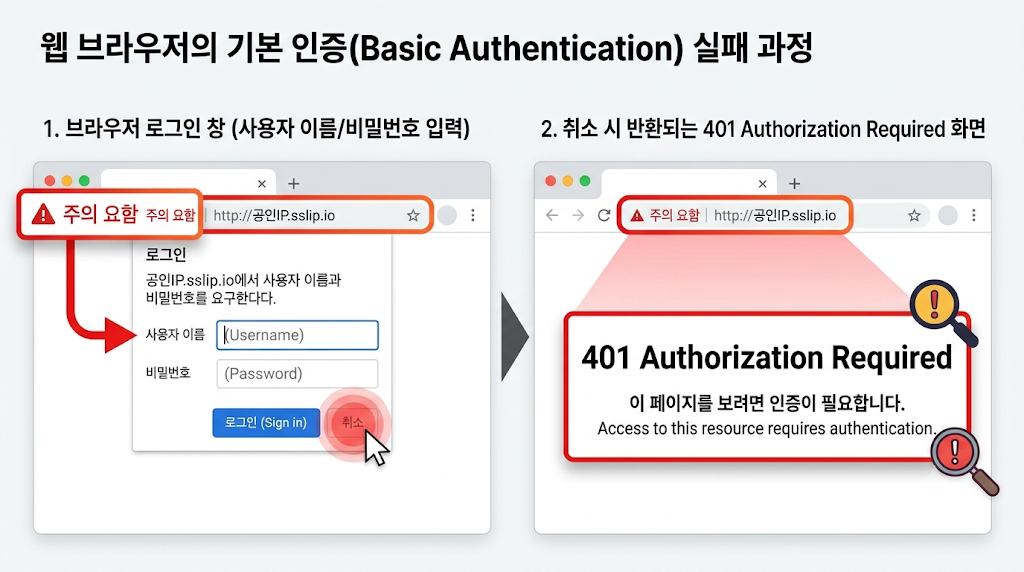 웹 브라우저의 기본 인증(Basic Authentication) 실패 과정
1. 브라우저 로그인 창 (사용자 이름/비밀번호 입력)
주의 요함 주의 요함 http://공인IP.sslip.io
로그인
공인IP.sslip.io에서 사용자 이름과
비밀번호를 요구한다다.
사용자 이름 (Username)
비밀번호 (Password)
로그인 (Sign in) 취소
2. 취소 시 반환되는 401 Authorization Required 화면
주의 요함 http://공인IP.sslip.io
401 Authorization Required
이 페이지를 보려면 인증이 필요합니다.
Access to this resource requires authentication.